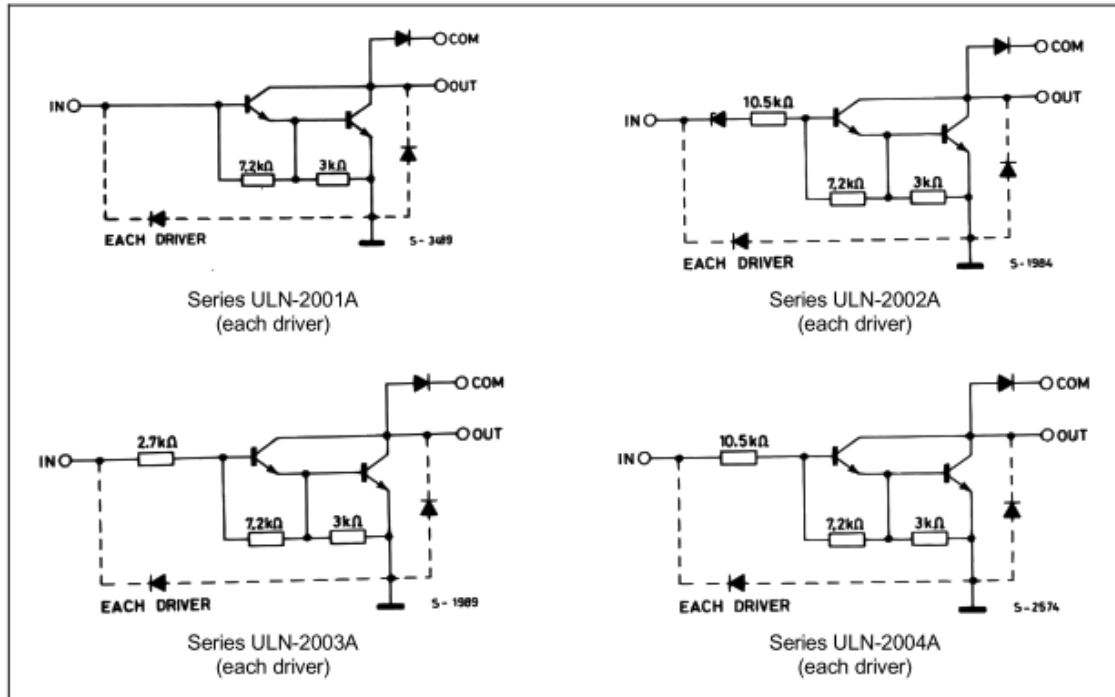 COM
OUT
IN
7.2kΩ
3kΩ
EACH DRIVER
S-3489
Series ULN-2001A
(each driver)
COM
OUT
10.5kΩ
IN
7.2kΩ
3kΩ
EACH DRIVER
S-1984
Series ULN-2002A
(each driver)
COM
OUT
2.7kΩ
IN
7.2kΩ
3kΩ
EACH DRIVER
S-1989
Series ULN-2003A
(each driver)
COM
OUT
10.5kΩ
IN
7.2kΩ
3kΩ
EACH DRIVER
S-2574
Series ULN-2004A
(each driver)